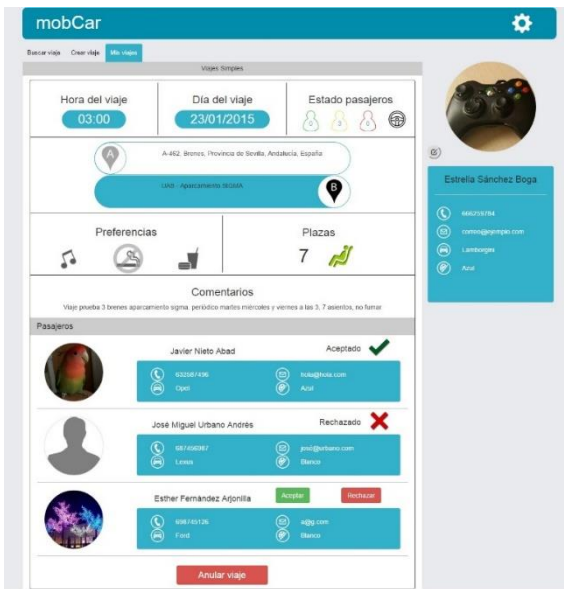 mobCar
Buscar viaje Crear viaje Mis viajes
Viajes Simples
Hora del viaje Día del viaje Estado pasajeros
03:00 23/01/2015
A
A-462, Brenes, Provincia de Sevilla, Andalucía, España
Aparcamiento SIGMA
B
Preferencias Plazas
7
Comentarios
Viaje prueba 3 brenes aparcamiento sigma. periódico martes miércoles y viernes a las 3, 7 asientos, no fumar
Pasajeros
Javier Nieto Abad Aceptado
632587496 hola@hola.com
Opel Azul
José Miguel Urbano Andrés Rechazado
687456987 josé@urbano.com
Lexus Blanco
Esther Fernández Arjonilla Aceptar Rechazar
698745126 a@g.com
Ford Blanco
Anular viaje
Estrella Sánchez Boga
666259784
correo@ejemplo.com
Lamborgini
Azul